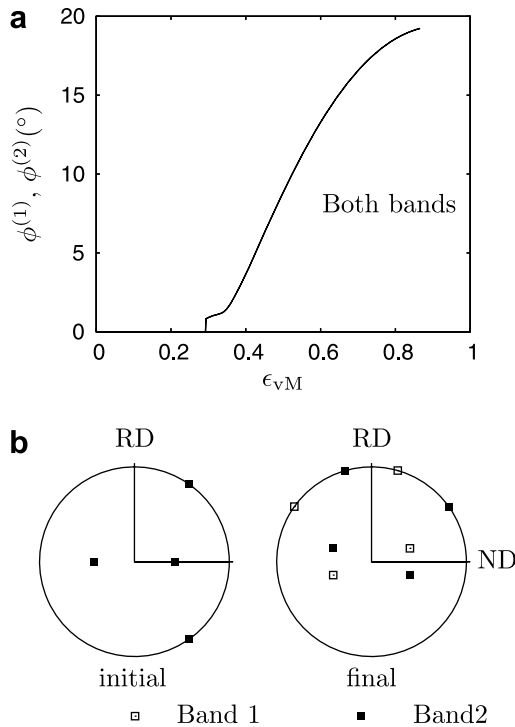 a
20
15
10
5
0
ϕ(1), ϕ(2)(°)
Both bands
0 0.2 0.4 0.6 0.8 1
ϵvM
b
RD RD
ND
initial final
Band 1 Band2